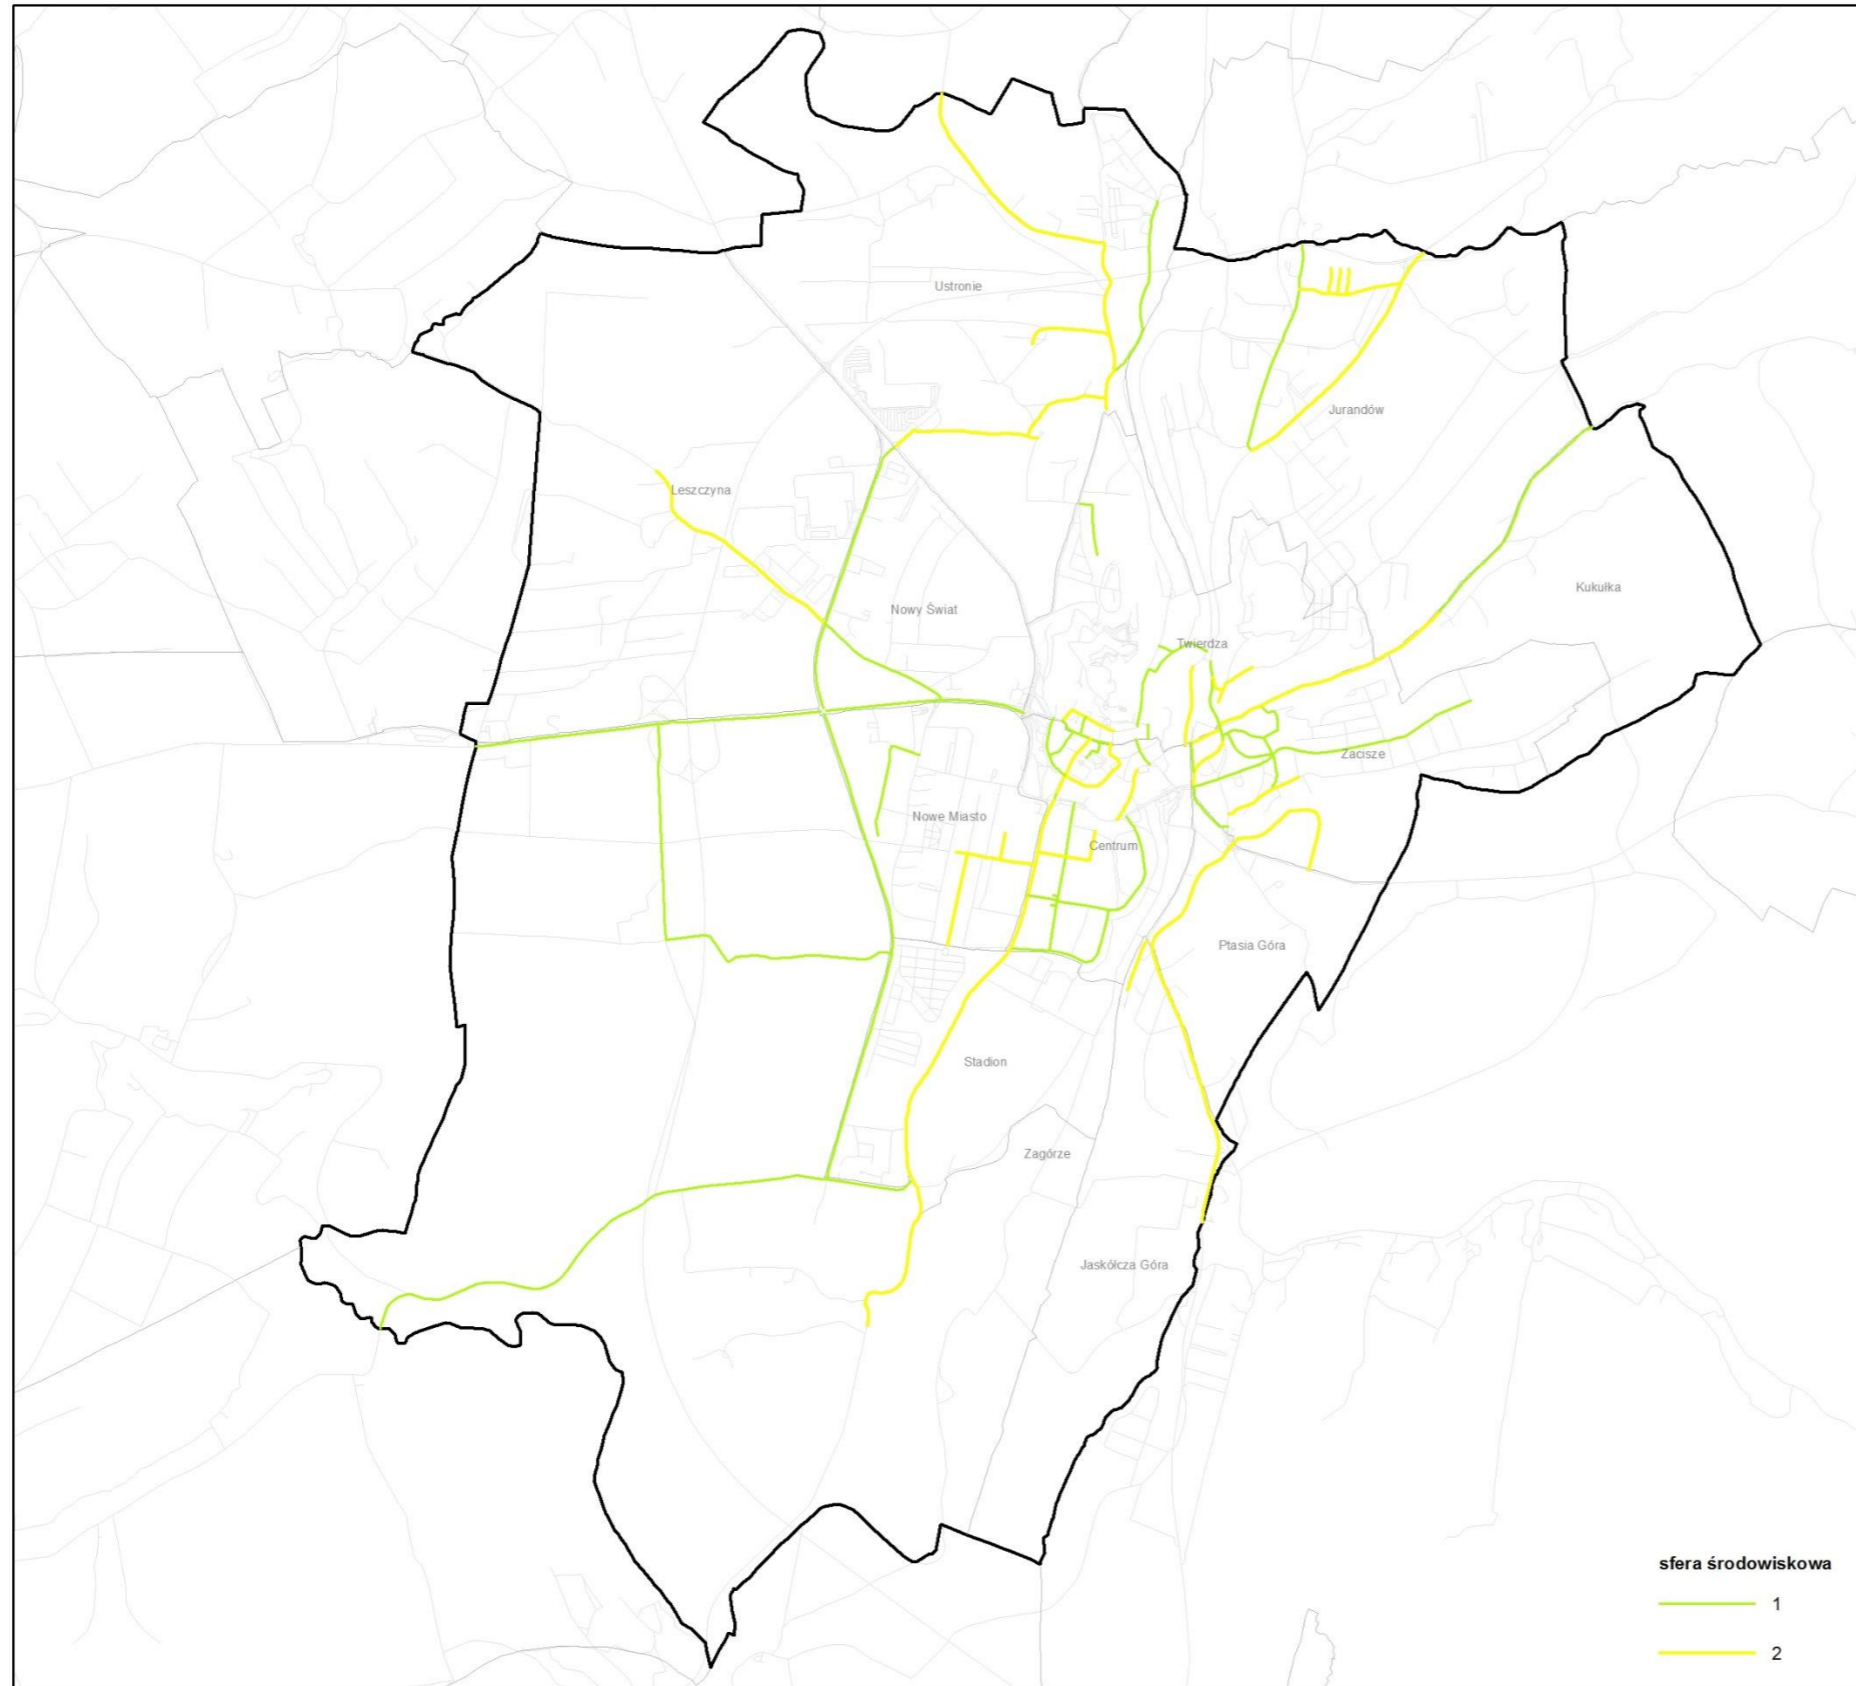 Ustronie
Jurandów
Leszczyna
Kukułka
Nowy Świat
Twierdza
Zacisze
Nowe Miasto
Centrum
Ptasia Góra
Stadion
Zagórze
Jaskółcza Góra
sfera środowiskowa
1
2